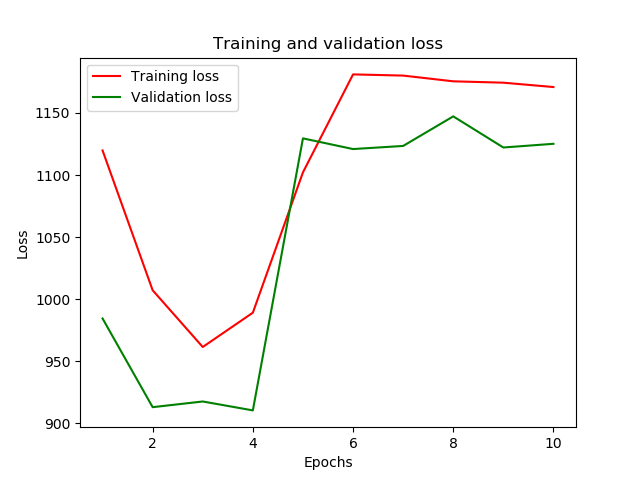 Training and validation loss
Training loss
Validation loss
1150
1100
1050
1000
950
900
Loss
2 4 6 8 10
Epochs